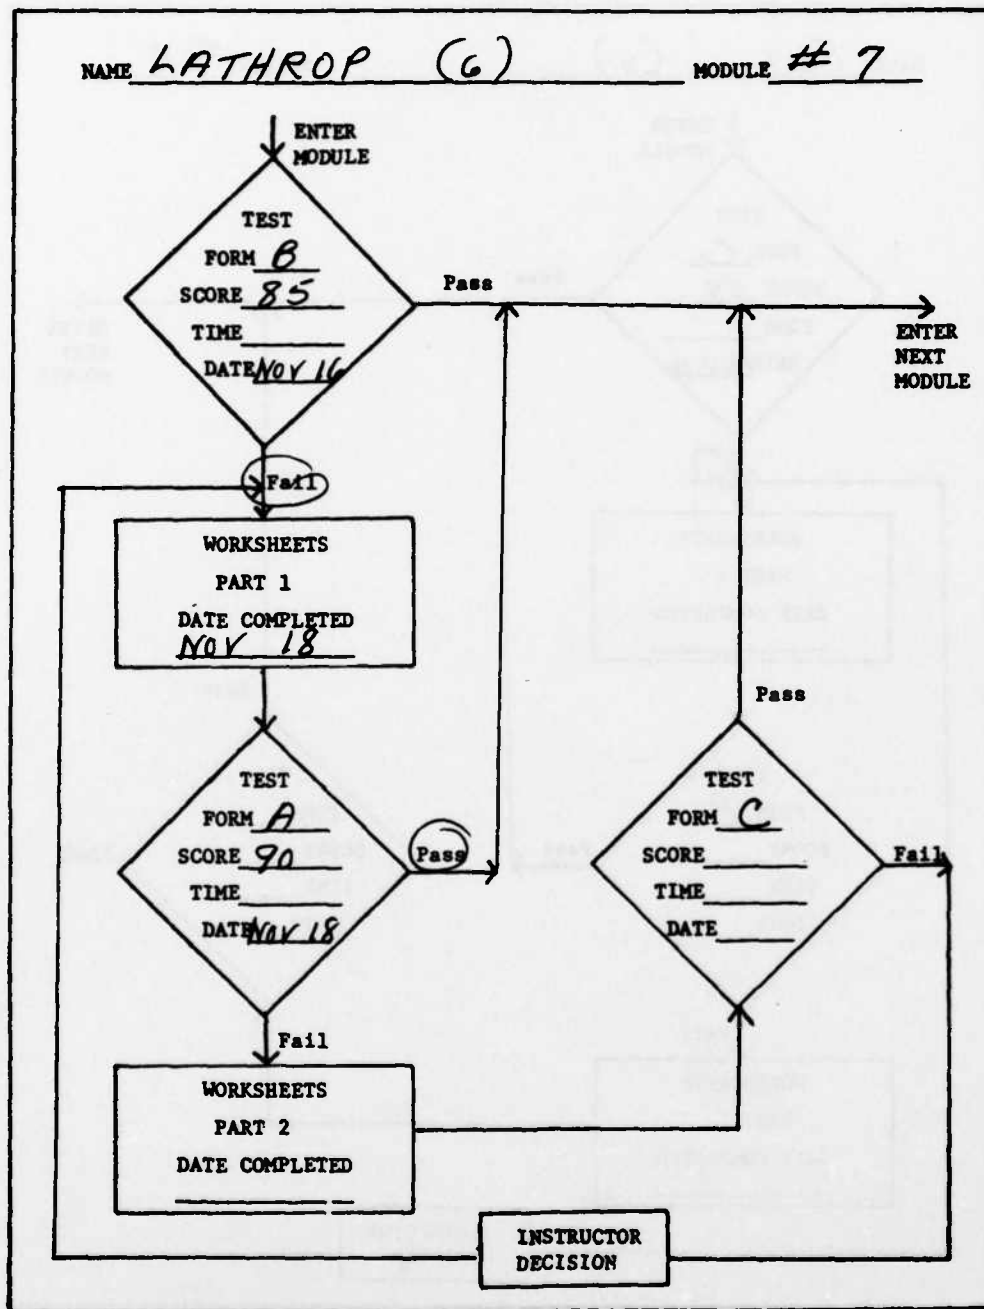 NAME LATHROP (6) MODULE # 7
ENTER
MODULE
TEST
FORM B
SCORE 85
TIME
DATE NOV 16
Pass
ENTER
NEXT
MODULE
Fail
WORKSHEETS
PART 1
DATE COMPLETED
NOV 18
TEST
FORM A
SCORE 90
TIME
DATE NOV 18
Pass
Fail
WORKSHEETS
PART 2
DATE COMPLETED
Pass
TEST
FORM C
SCORE
TIME
DATE
Fail
INSTRUCTOR
DECISION